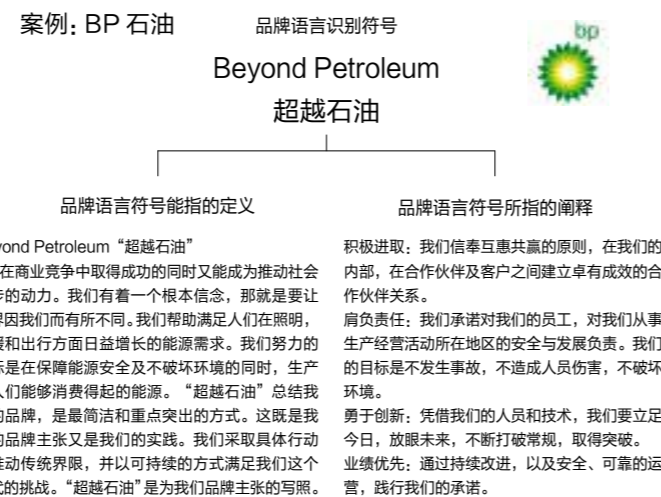 案例：BP 石油
品牌语言识别符号
bp
Beyond Petroleum
超越石油
品牌语言符号能指的定义
yond Petroleum“超越石油”
在商业竞争中取得成功的同时又能成为推动社会
的动力。我们有着一个根本信念，那就是要让
因我们而有所不同。我们帮助满足人们在照明，
和出行方面日益增长的能源需求。我们努力的
是在保障能源安全及不破坏环境的同时，生产
们能够消费得起的能源。“超越石油”总结我
品牌，是最简洁和重点突出的方式。这既是我
品牌主张又是我们的实践。我们采取具体行动
动传统界限，并以可持续的方式满足我们这个
的挑战。“超越石油”是为我们品牌主张的写照。
品牌语言符号所指的阐释
积极进取：我们信奉互惠共赢的原则，在我们的
内部，在合作伙伴及客户之间建立卓有成效的合
作伙伴关系。
肩负责任：我们承诺对我们的员工，对我们从事
生产经营活动所在地区的安全与发展负责。我们
的目标是不发生事故，不造成人员伤害，不破坏
环境。
勇于创新：凭借我们的人员和技术，我们要立足
今日，放眼未来，不断打破常规，取得突破。
业绩优先：通过持续改进，以及安全、可靠的运
营，践行我们的承诺。